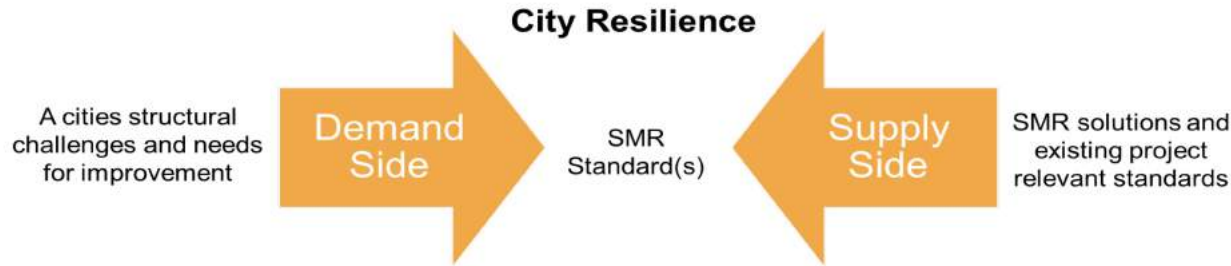 City Resilience
A cities structural
challenges and needs
for improvement
Demand
Side
SMR
Standard(s)
Supply
Side
SMR solutions and
existing project
relevant standards